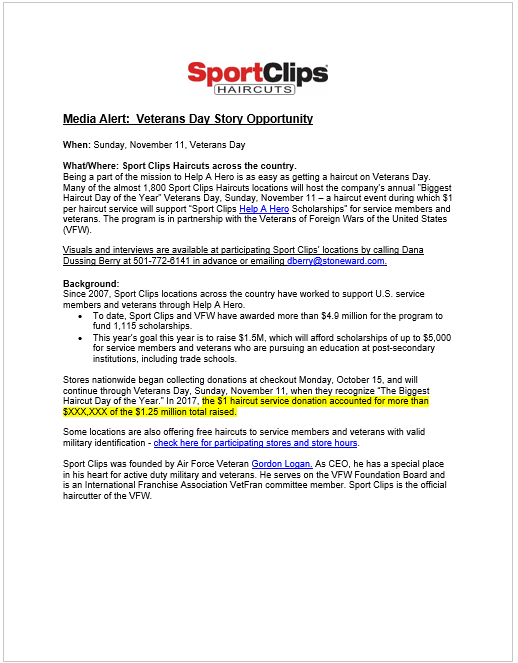 SportClips
HAIRCUTS
Media Alert:  Veterans Day Story Opportunity
When: Sunday, November 11, Veterans Day
What/Where: Sport Clips Haircuts across the country.
Being a part of the mission to Help A Hero is as easy as getting a haircut on Veterans Day.
Many of the almost 1,800 Sport Clips Haircuts locations will host the company's annual "Biggest
Haircut Day of the Year" Veterans Day, Sunday, November 11 – a haircut event during which $1
per haircut service will support "Sport Clips Help A Hero Scholarships" for service members and
veterans. The program is in partnership with the Veterans of Foreign Wars of the United States
(VFW).
Visuals and interviews are available at participating Sport Clips' locations by calling Dana
Dussing Berry at 501-772-6141 in advance or emailing dberry@stoneward.com.
Background:
Since 2007, Sport Clips locations across the country have worked to support U.S. service
members and veterans through Help A Hero.
• To date, Sport Clips and VFW have awarded more than $4.9 million for the program to
fund 1,115 scholarships.
• This year's goal this year is to raise $1.5M, which will afford scholarships of up to $5,000
for service members and veterans who are pursuing an education at post-secondary
institutions, including trade schools.
Stores nationwide began collecting donations at checkout Monday, October 15, and will
continue through Veterans Day, Sunday, November 11, when they recognize "The Biggest
Haircut Day of the Year." In 2017, the $1 haircut service donation accounted for more than
$XXX,XXX of the $1.25 million total raised.
Some locations are also offering free haircuts to service members and veterans with valid
military identification - check here for participating stores and store hours.
Sport Clips was founded by Air Force Veteran Gordon Logan. As CEO, he has a special place
in his heart for active duty military and veterans. He serves on the VFW Foundation Board and
is an International Franchise Association VetFran committee member. Sport Clips is the official
haircutter of the VFW.